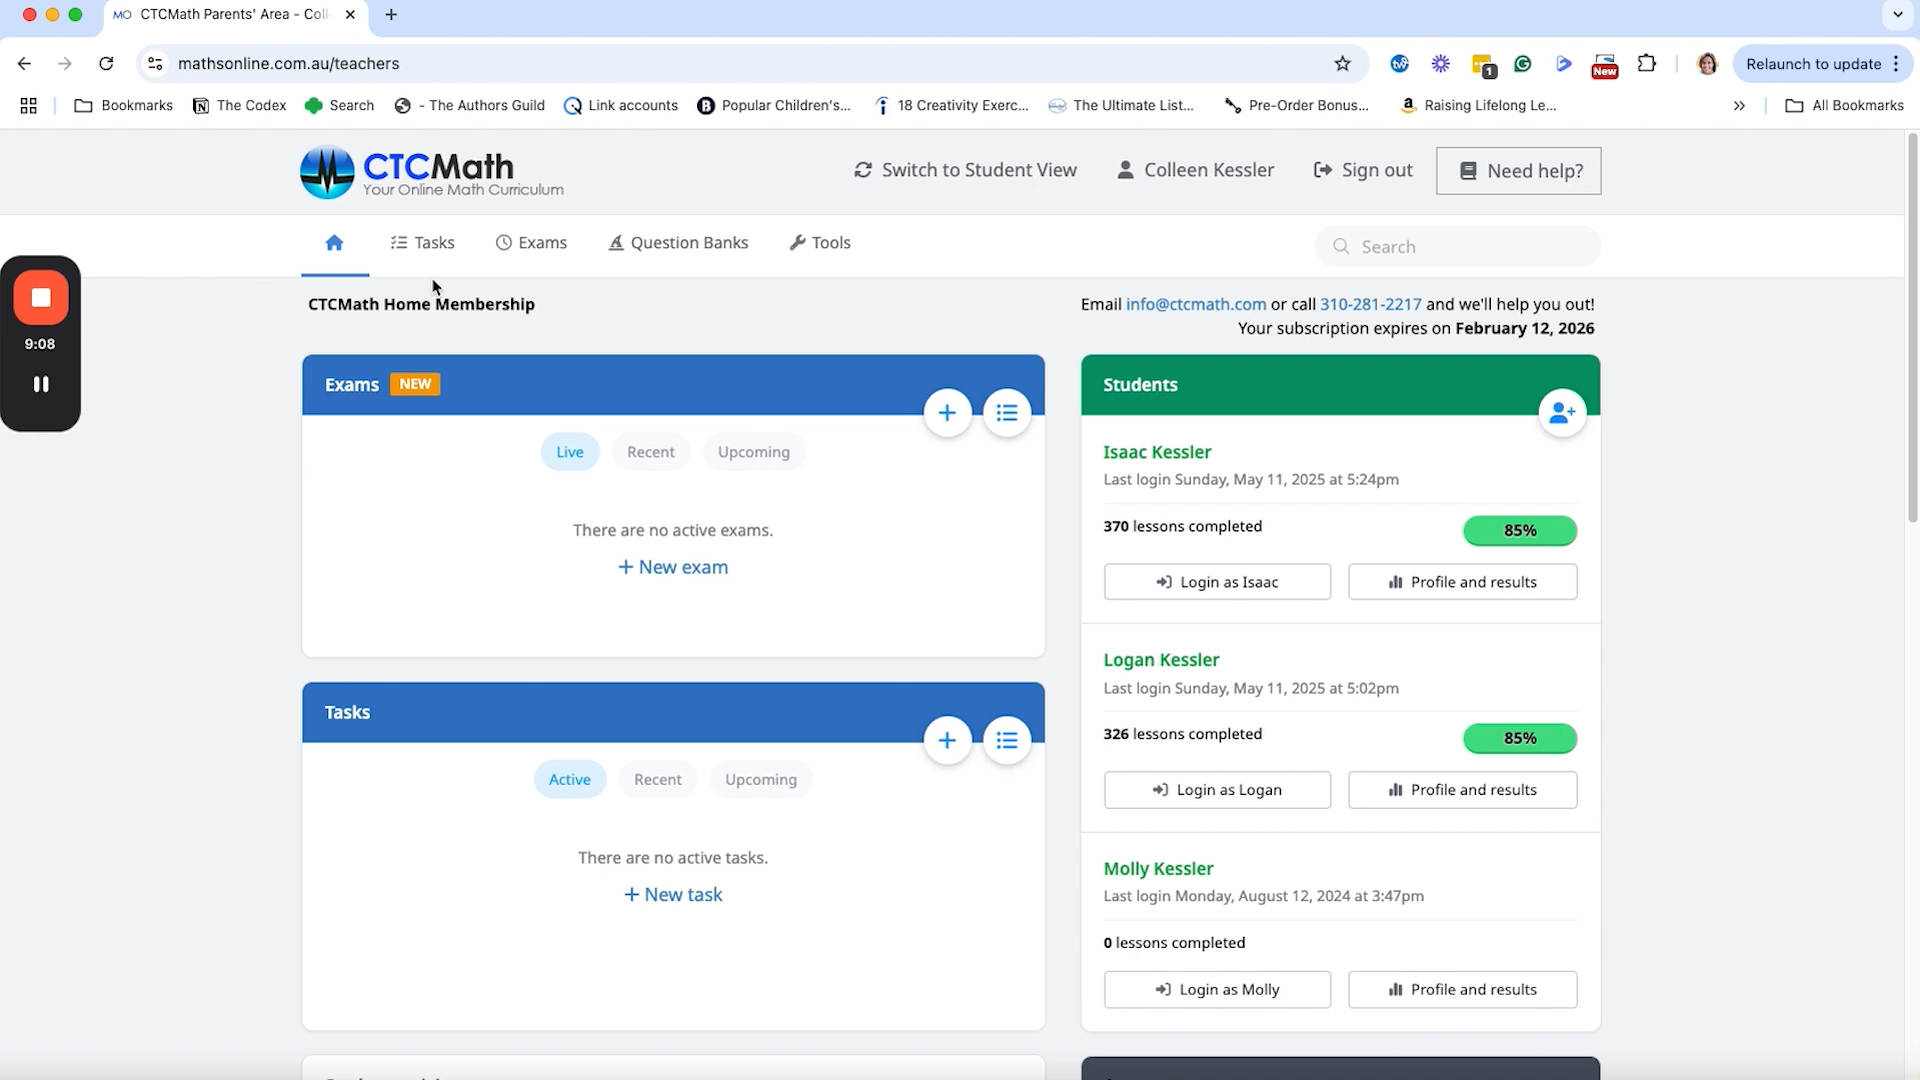 MO CTCMath Parents' Area - Coll
mathsonline.com.au/teachers
1
New
Relaunch to update
Bookmarks
The Codex
Search
- The Authors Guild
Link accounts
Popular Children's...
18 Creativity Exerc...
The Ultimate List...
Pre-Order Bonus...
Raising Lifelong Le...
All Bookmarks
CTCMath
Your Online Math Curriculum
Switch to Student View
Colleen Kessler
Sign out
Need help?
Tasks
Exams
Question Banks
Tools
Search
9:08
CTCMath Home Membership
Email info@ctcmath.com or call 310-281-2217 and we'll help you out!
Your subscription expires on February 12, 2026
Exams NEW
Live Recent Upcoming
There are no active exams.
+ New exam
Tasks
Active Recent Upcoming
There are no active tasks.
+ New task
Students
Isaac Kessler
Last login Sunday, May 11, 2025 at 5:24pm
370 lessons completed 85%
Login as Isaac Profile and results
Logan Kessler
Last login Sunday, May 11, 2025 at 5:02pm
326 lessons completed 85%
Login as Logan Profile and results
Molly Kessler
Last login Monday, August 12, 2024 at 3:47pm
0 lessons completed
Login as Molly Profile and results